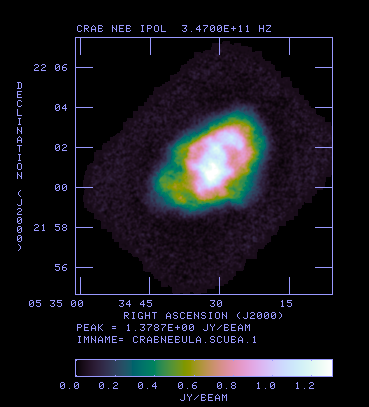 CRAB NEB IPOL 3.4700E+11 HZ
22 06
04
02
00
21 58
56
DECLINATION (J2000)
05 35 00 34 45 30 15
RIGHT ASCENSION (J2000)
PEAK = 1.3787E+00 JY/BEAM
IMNAME= CRABNEBULA.SCUBA.1
0.0 0.2 0.4 0.6 0.8 1.0 1.2
JY/BEAM